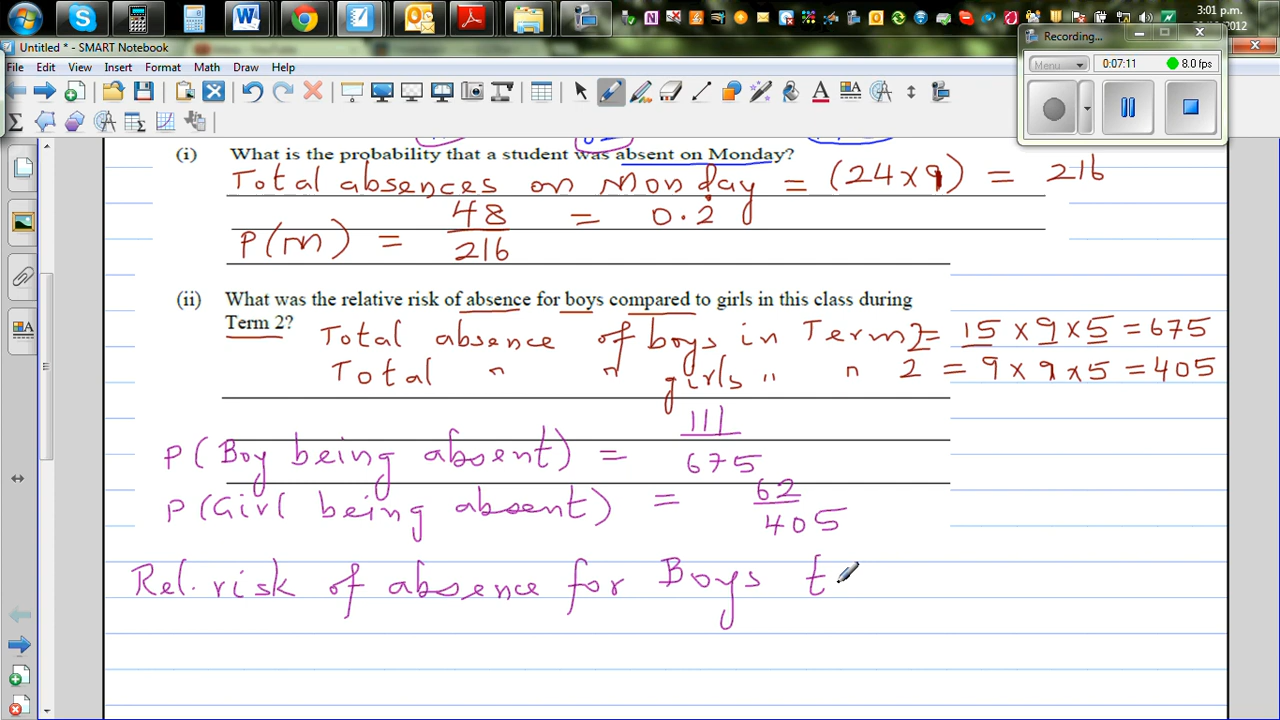 3:01 p.m.
Untitled * - SMART Notebook
Recording...
File Edit View Insert Format Math Draw Help
Menu 0:07:11 8.0 fps
(i) What is the probability that a student was absent on Monday?
Total absences on Monday = (24 x 9) = 216
P(m) = 48/216 = 0.2
(ii) What was the relative risk of absence for boys compared to girls in this class during
Term 2?
Total absence of boys in Term 2 = 15 x 9 x 5 = 675
Total " " girls " " 2 = 9 x 9 x 5 = 405
P(Boy being absent) = 111/675
P(Girl being absent) = 62/405
Rel. risk of absence for Boys t